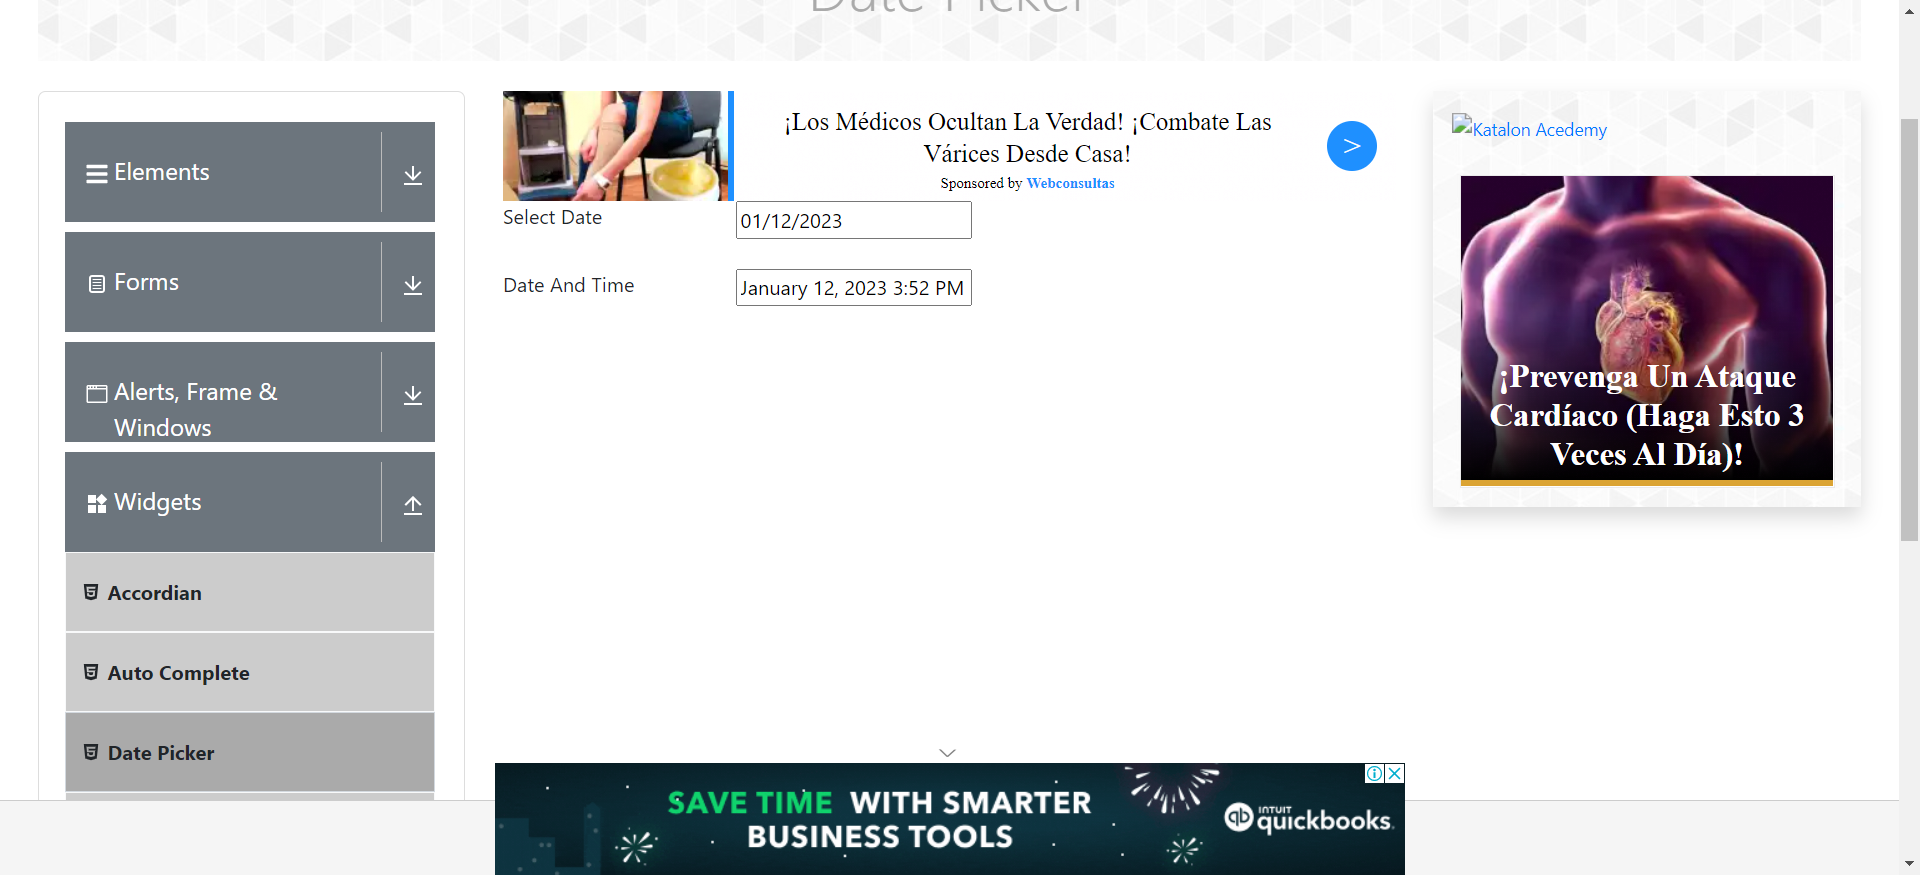 Date Picker
Elements
Forms
Alerts, Frame &
Windows
Widgets
Accordian
Auto Complete
Date Picker
¡Los Médicos Ocultan La Verdad! ¡Combate Las
Várices Desde Casa!
Sponsored by Webconsultas
>
Select Date
01/12/2023
Date And Time
January 12, 2023 3:52 PM
Katalon Acedemy
¡Prevenga Un Ataque
Cardíaco (Haga Esto 3
Veces Al Día)!
SAVE TIME WITH SMARTER
BUSINESS TOOLS
qb INTUIT
quickbooks.